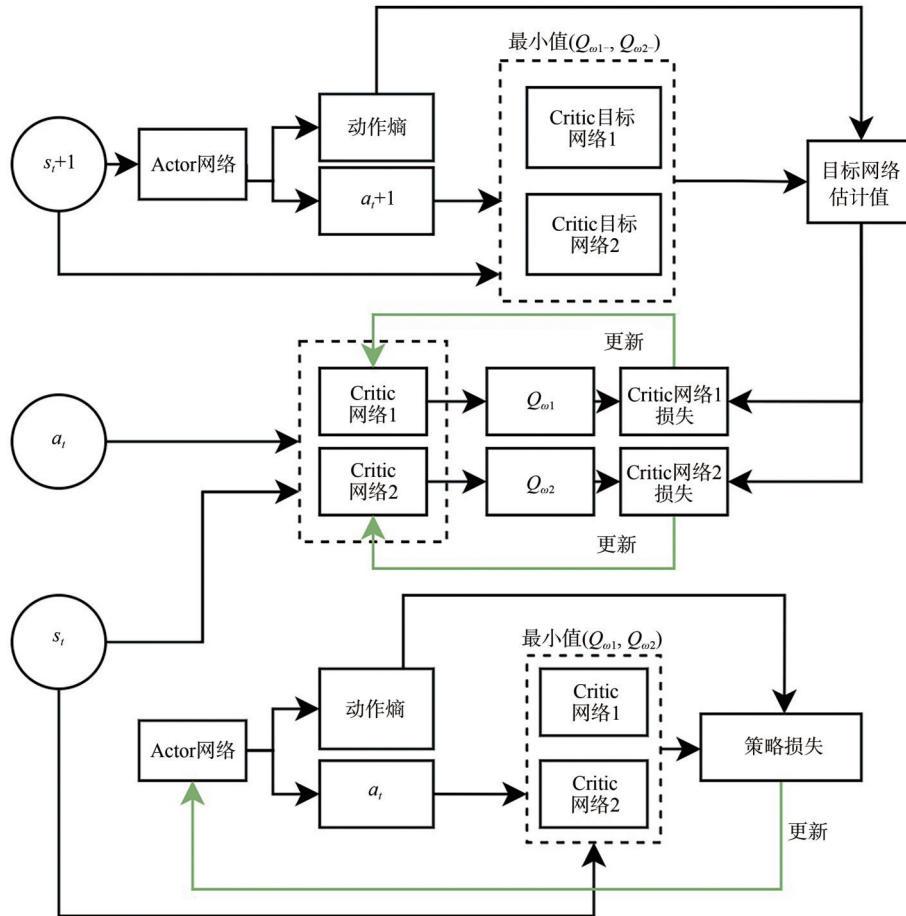 最小值(Qω1−, Qω2−)
动作熵
Critic目标
网络1
st+1
Actor网络
目标网络
估计值
at+1
Critic目标
网络2
更新
Critic
网络1
Qω1
Critic网络1
损失
at
Critic
网络2
Qω2
Critic网络2
损失
更新
st
最小值(Qω1, Qω2)
动作熵
Critic
网络1
Actor网络
策略损失
at
Critic
网络2
更新